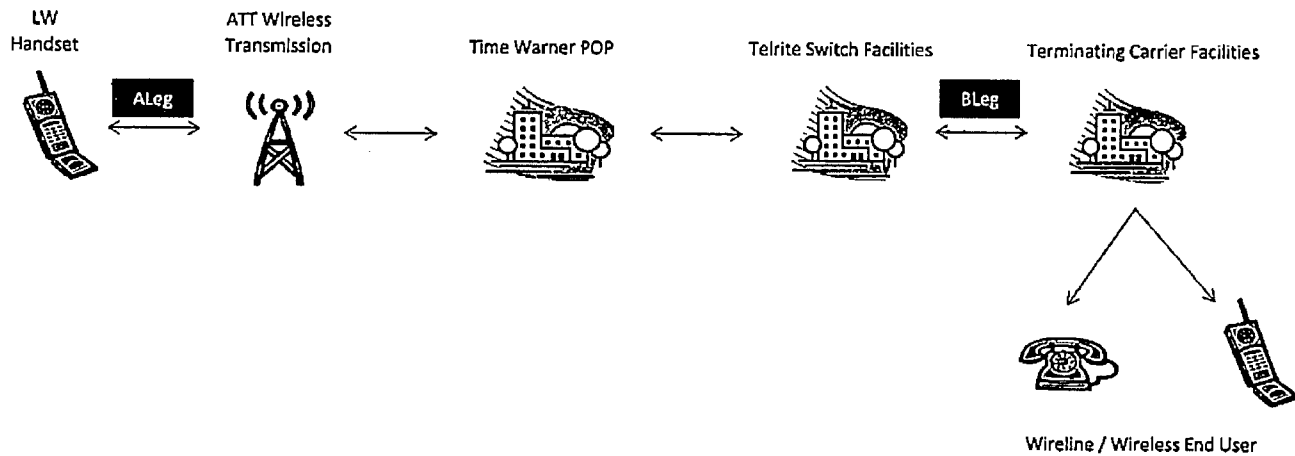 LW
Handset
ATT Wireless
Transmission
Time Warner POP
Telrite Switch Facilities
Terminating Carrier Facilities
ALeg
BLeg
Wireline / Wireless End User